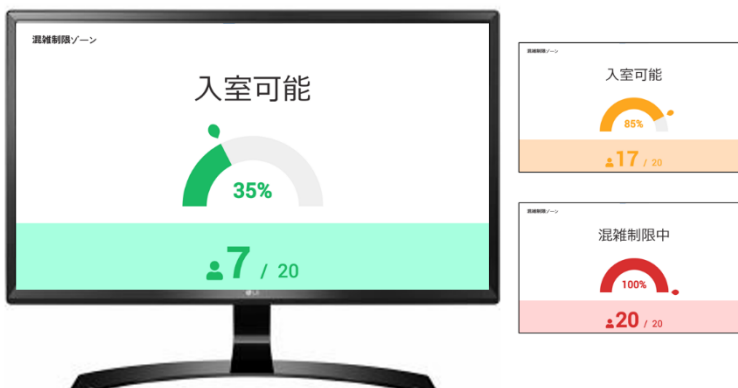 混雑制限ゾーン
入室可能
35%
7 / 20
LG
混雑制限ゾーン
入室可能
85%
17 / 20
混雑制限ゾーン
混雑制限中
100%
20 / 20